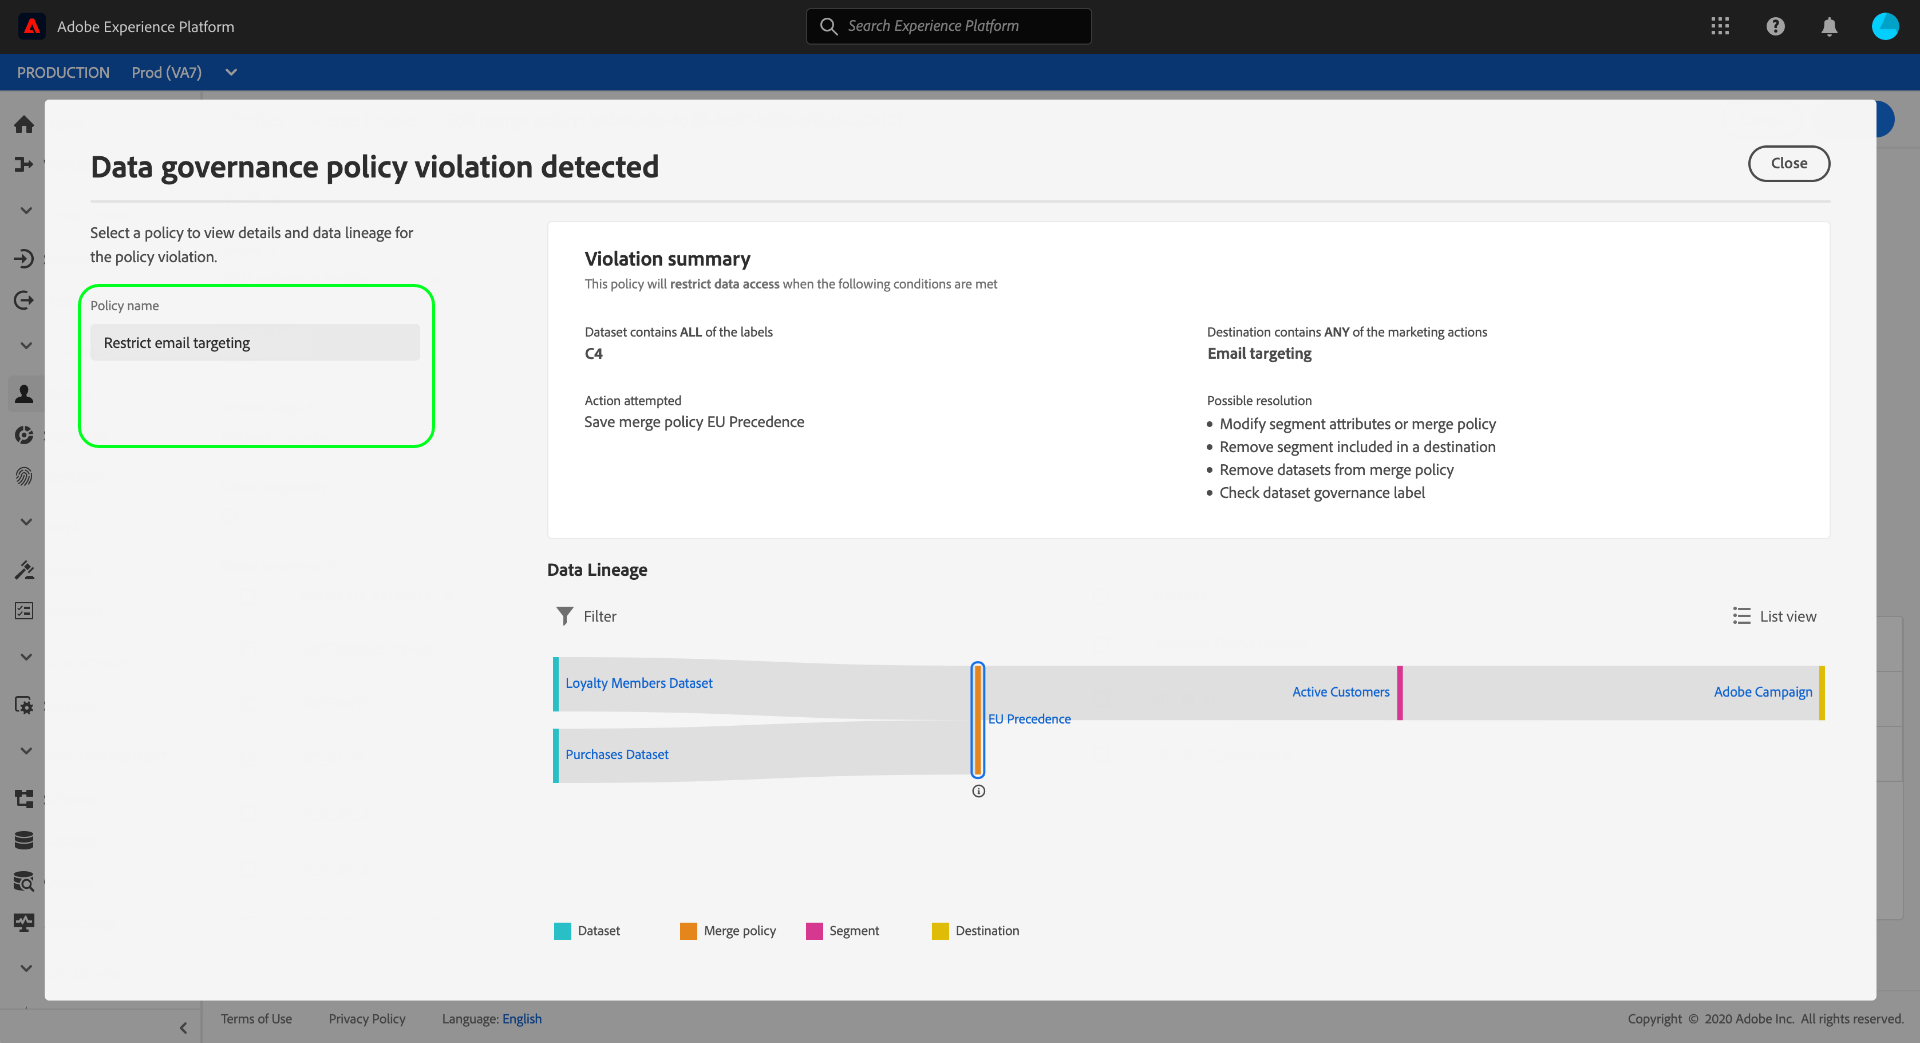 Adobe Experience Platform
Search Experience Platform
PRODUCTION Prod (VA7)
Data governance policy violation detected
Close
Select a policy to view details and data lineage for
the policy violation.
Policy name
Restrict email targeting
Violation summary
This policy will restrict data access when the following conditions are met
Dataset contains ALL of the labels
C4
Destination contains ANY of the marketing actions
Email targeting
Action attempted
Save merge policy EU Precedence
Possible resolution
• Modify segment attributes or merge policy
• Remove segment included in a destination
• Remove datasets from merge policy
• Check dataset governance label
Data Lineage
Filter
List view
Loyalty Members Dataset
Active Customers
Adobe Campaign
EU Precedence
Purchases Dataset
Dataset
Merge policy
Segment
Destination
Terms of Use Privacy Policy Language: English
Copyright © 2020 Adobe Inc. All rights reserved.